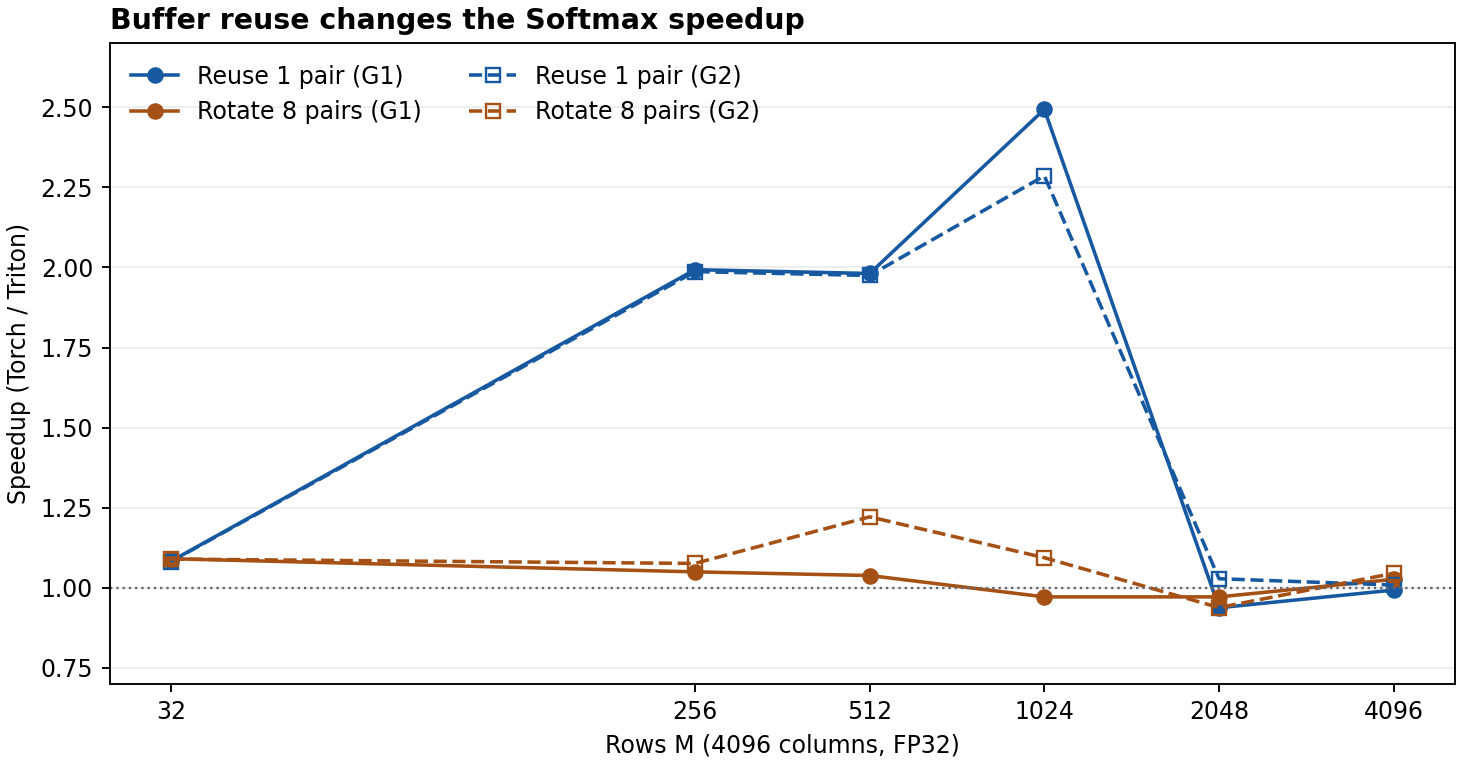 Buffer reuse changes the Softmax speedup
Reuse 1 pair (G1)
Rotate 8 pairs (G1)
Reuse 1 pair (G2)
Rotate 8 pairs (G2)
Speedup (Torch / Triton)
2.50
2.25
2.00
1.75
1.50
1.25
1.00
0.75
32 256 512 1024 2048 4096
Rows M (4096 columns, FP32)